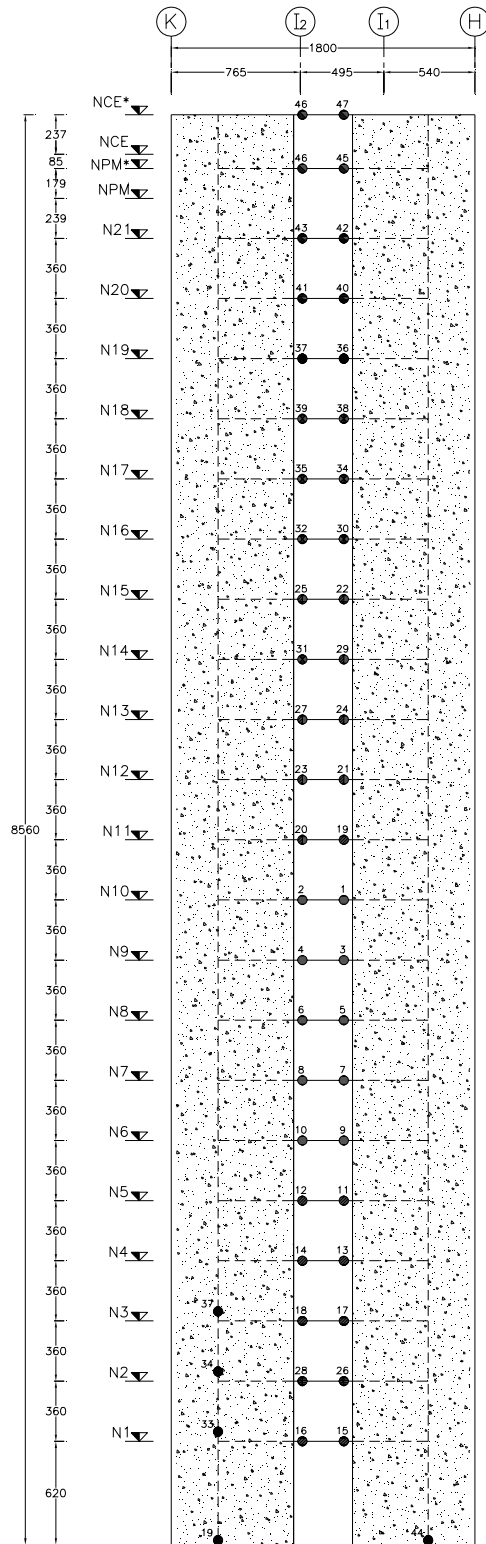 K I2 I1 H
1800
765 495 540
NCE* 46 47
237
NCE
85
NPM* 46 45
179
NPM
239
N21 43 42
360
N20 41 40
360
N19 37 36
360
N18 39 38
360
N17 35 34
360
N16 32 30
360
N15 25 22
360
N14 31 29
360
N13 27 24
360
N12 23 21
8560
360
N11 20 19
360
N10 2 1
360
N9 4 3
360
N8 6 5
360
N7 8 7
360
N6 10 9
360
N5 12 11
360
N4 14 13
360
37
N3 18 17
360
34
N2 28 26
360
33
N1 16 15
620
19 44